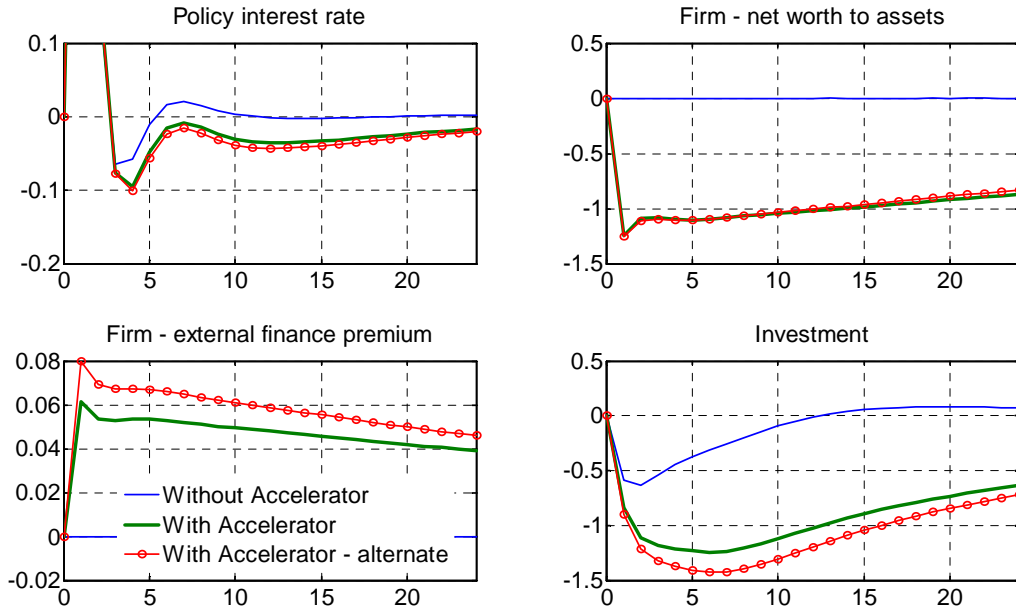 Policy interest rate
0.1
0
-0.1
-0.2
0 5 10 15 20
Firm - net worth to assets
0.5
0
-0.5
-1
-1.5
0 5 10 15 20
Firm - external finance premium
0.08
0.06
0.04
0.02
0
-0.02
0 5 10 15 20
Without Accelerator
With Accelerator
With Accelerator - alternate
Investment
0.5
0
-0.5
-1
-1.5
0 5 10 15 20